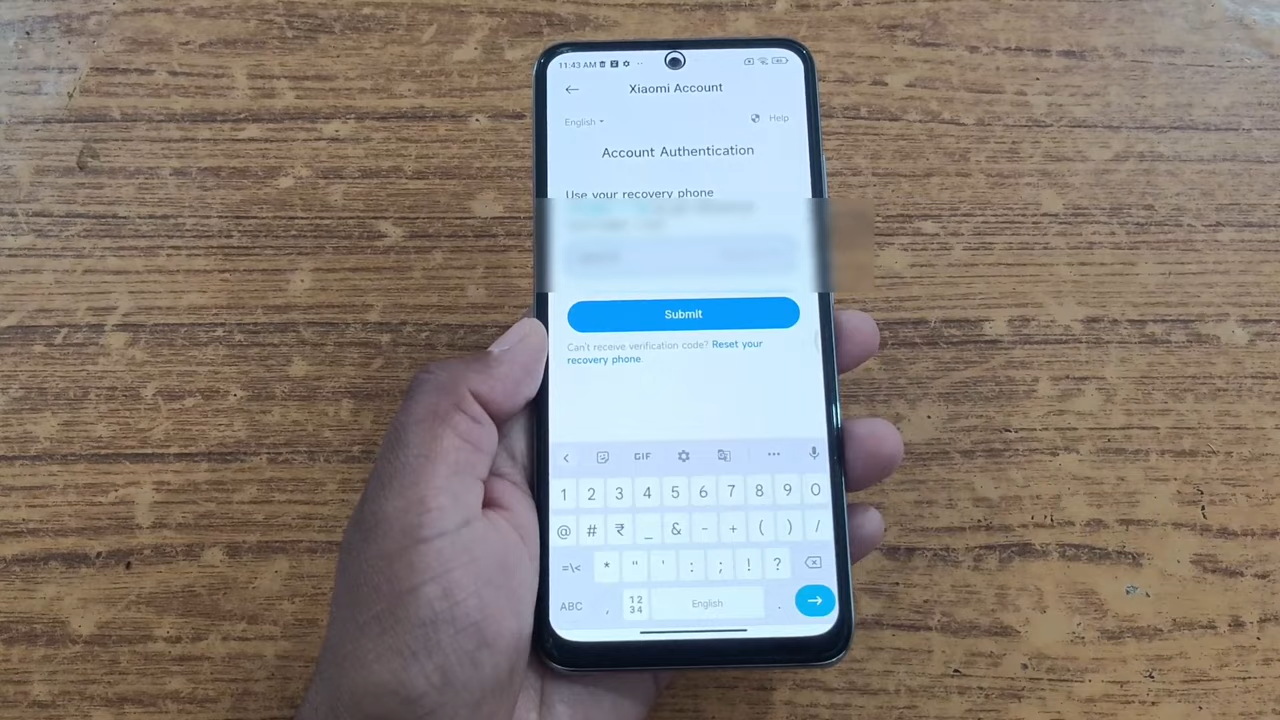 11:43 AM
Xiaomi Account
English
Help
Account Authentication
Use your recovery phone
Submit
Can't receive verification code? Reset your
recovery phone.
GIF
1 2 3 4 5 6 7 8 9 0
@ # ₹ _ & - + ( ) /
=\< * " ' : ; ! ?
ABC , 12 34 English .